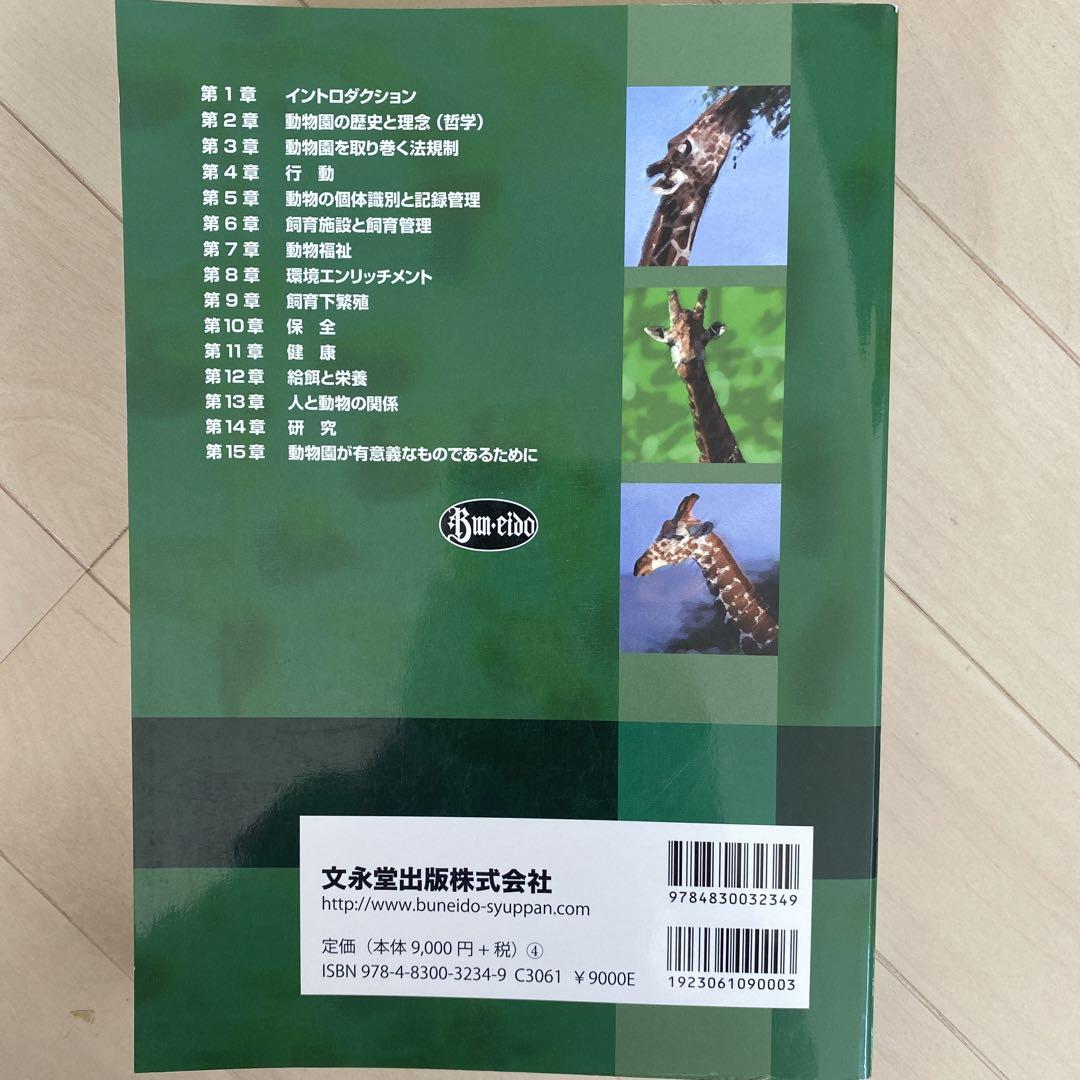 第1章 イントロダクション
第2章 動物園の歴史と理念（哲学）
第3章 動物園を取り巻く法規制
第4章 行 動
第5章 動物の個体識別と記録管理
第6章 飼育施設と飼育管理
第7章 動物福祉
第8章 環境エンリッチメント
第9章 飼育下繁殖
第10章 保 全
第11章 健 康
第12章 給餌と栄養
第13章 人と動物の関係
第14章 研 究
第15章 動物園が有意義なものであるために
Bun・eido
文永堂出版株式会社
http://www.buneido-syuppan.com
定価（本体 9,000 円＋税）④
ISBN 978-4-8300-3234-9 C3061 ￥9000E
9784830032349
1923061090003